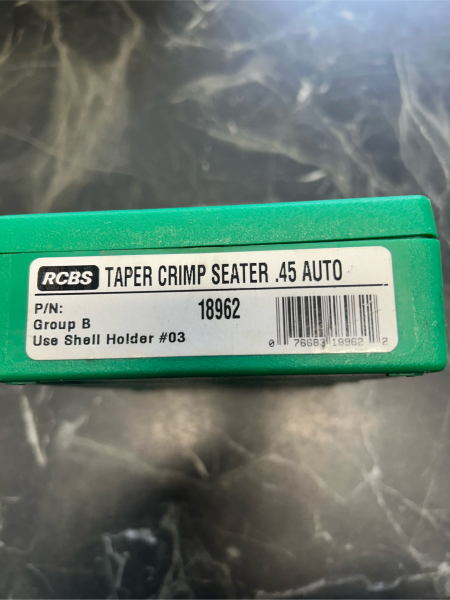 RCBS TAPER CRIMP SEATER .45 AUTO
P/N: 18962
Group B
Use Shell Holder #03
0 76683 18962 2